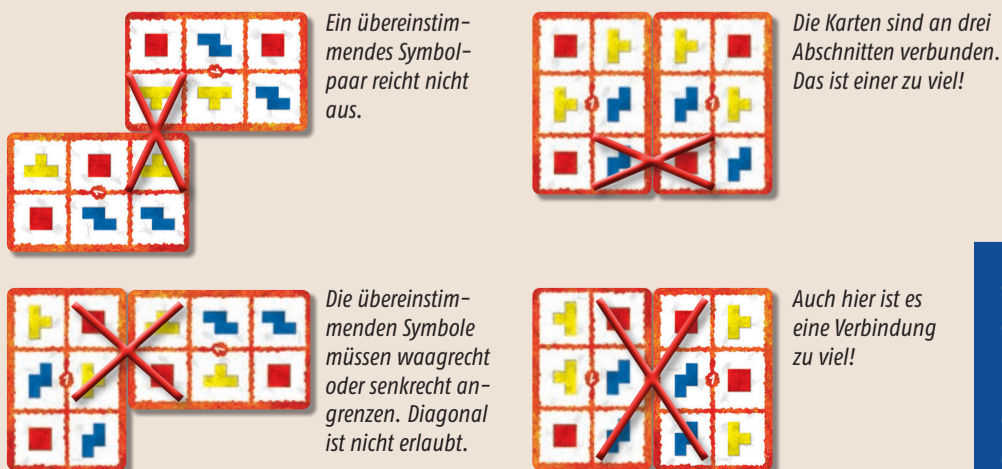 Ein übereinstim-
mendes Symbol-
paar reicht nicht
aus.
Die Karten sind an drei
Abschnitten verbunden.
Das ist einer zu viel!
Die übereinstim-
menden Symbole
müssen waagrecht
oder senkrecht an-
grenzen. Diagonal
ist nicht erlaubt.
Auch hier ist es
eine Verbindung
zu viel!